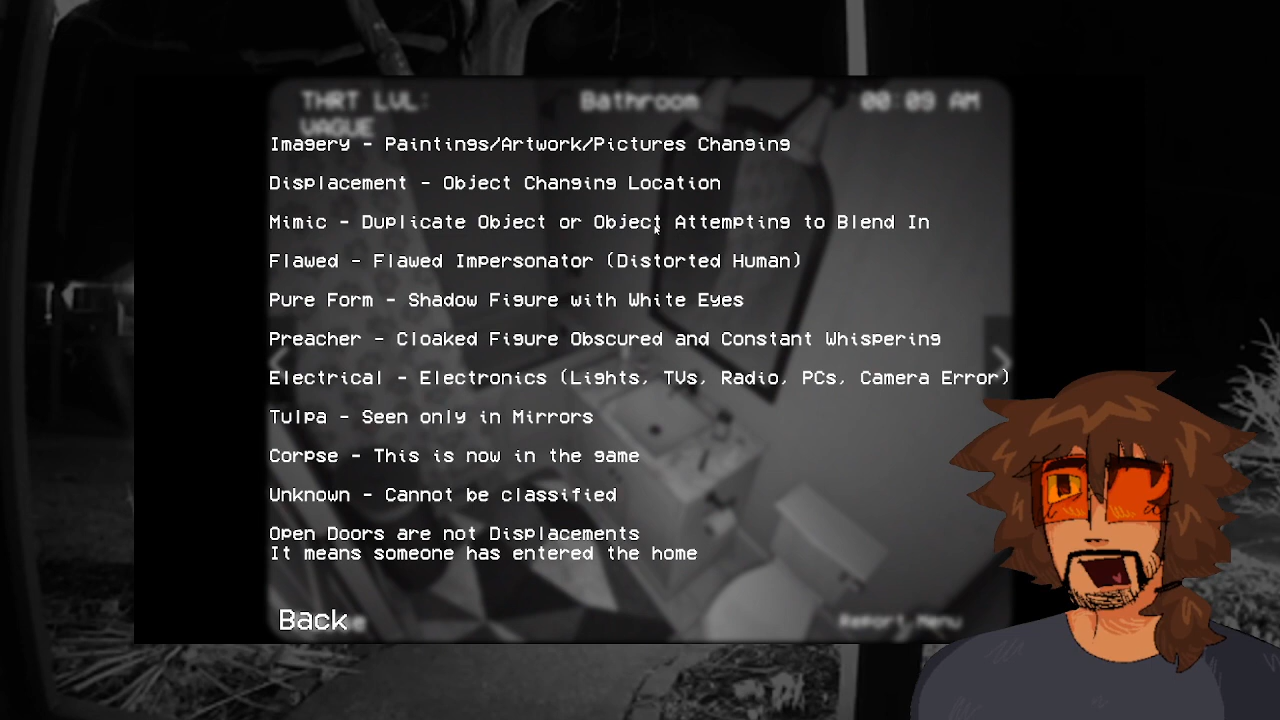 THRT LVL: Bathroom 00:09 AM
VAGUE
Imagery - Paintings/Artwork/Pictures Changing
Displacement - Object Changing Location
Mimic - Duplicate Object or Object Attempting to Blend In
Flawed - Flawed Impersonator (Distorted Human)
Pure Form - Shadow Figure with White Eyes
Preacher - Cloaked Figure Obscured and Constant Whispering
Electrical - Electronics (Lights, TVs, Radio, PCs, Camera Error)
Tulpa - Seen only in Mirrors
Corpse - This is now in the game
Unknown - Cannot be classified
Open Doors are not Displacements
It means someone has entered the home
Back Report Menu